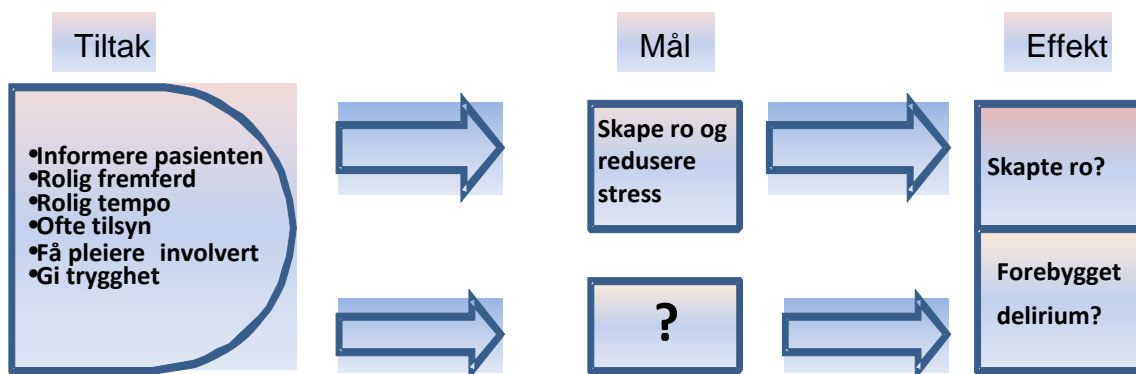 Tiltak
Mål
Effekt
•Informere pasienten
•Rolig fremferd
•Rolig tempo
•Ofte tilsyn
•Få pleiere involvert
•Gi trygghet
Skape ro og
redusere
stress
Skapte ro?
?
Forebygget
delirium?